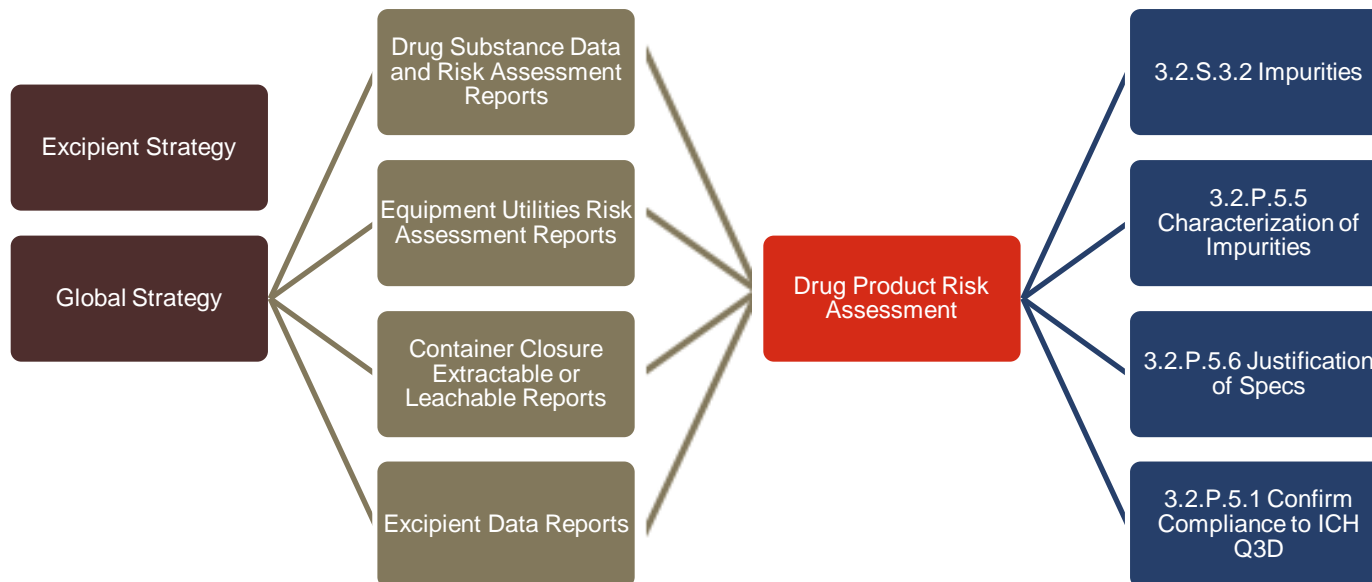 Excipient Strategy
Global Strategy
Drug Substance Data
and Risk Assessment
Reports
Equipment Utilities Risk
Assessment Reports
Container Closure
Extractable or
Leachable Reports
Excipient Data Reports
Drug Product Risk
Assessment
3.2.S.3.2 Impurities
3.2.P.5.5
Characterization of
Impurities
3.2.P.5.6 Justification
of Specs
3.2.P.5.1 Confirm
Compliance to ICH
Q3D